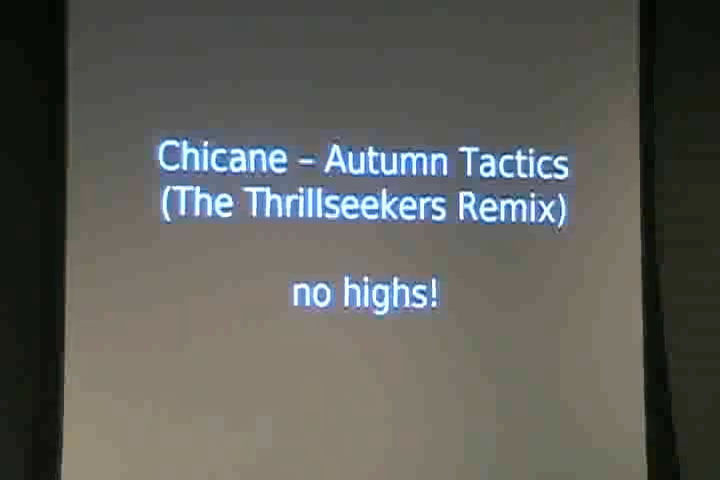 Chicane – Autumn Tactics
(The Thrillseekers Remix)
no highs!